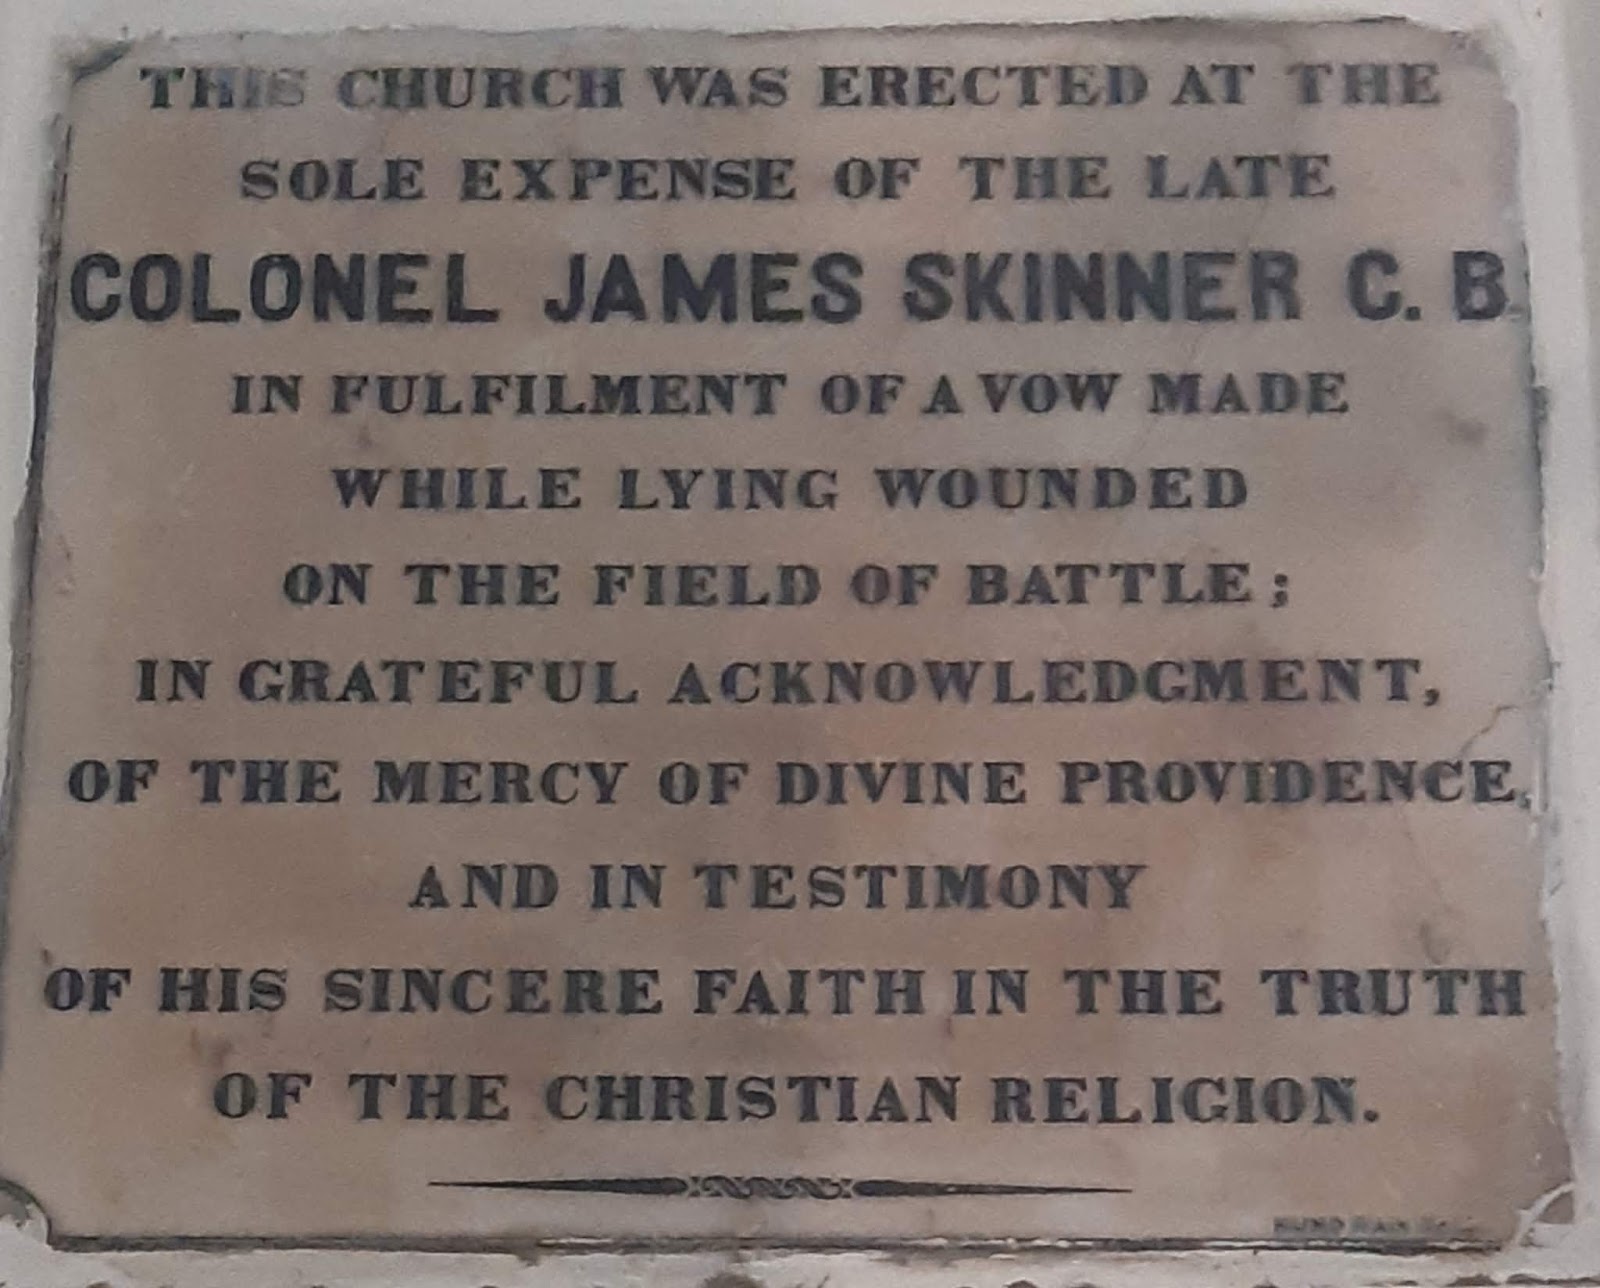 THIS CHURCH WAS ERECTED AT THE
SOLE EXPENSE OF THE LATE
COLONEL JAMES SKINNER C. B.
IN FULFILMENT OF A VOW MADE
WHILE LYING WOUNDED
ON THE FIELD OF BATTLE;
IN GRATEFUL ACKNOWLEDGMENT,
OF THE MERCY OF DIVINE PROVIDENCE,
AND IN TESTIMONY
OF HIS SINCERE FAITH IN THE TRUTH
OF THE CHRISTIAN RELIGION.